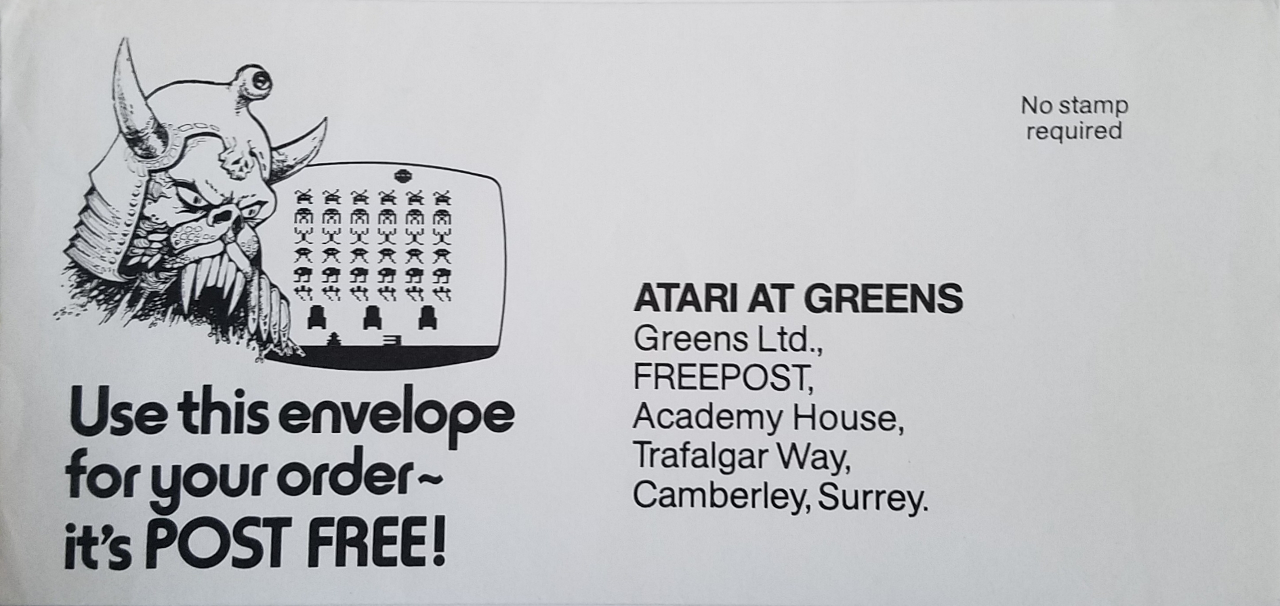 No stamp
required
ATARI AT GREENS
Greens Ltd.,
FREEPOST,
Academy House,
Trafalgar Way,
Camberley, Surrey.
Use this envelope
for your order~
it's POST FREE!